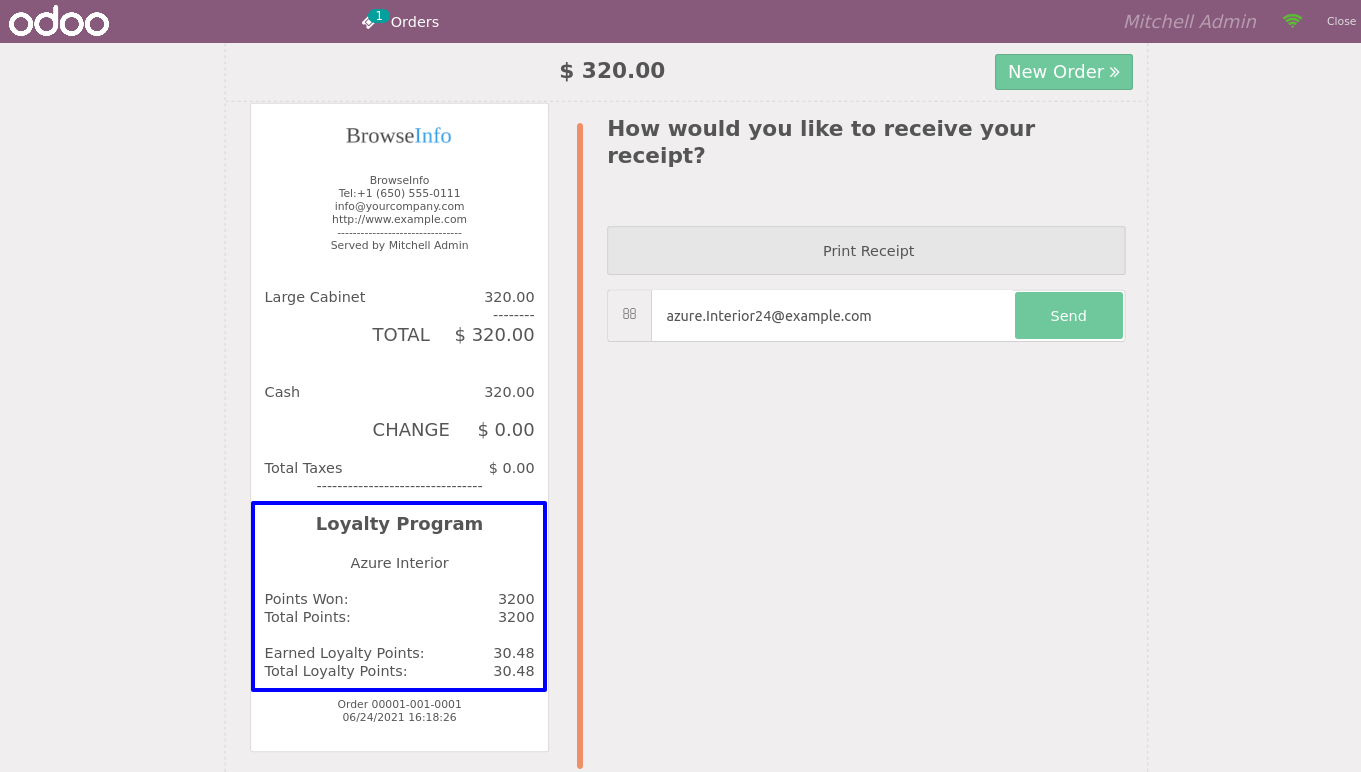 odoo
1 Orders
Mitchell Admin
Close
$ 320.00
New Order »
BrowseInfo
BrowseInfo
Tel:+1 (650) 555-0111
info@yourcompany.com
http://www.example.com
--------------------------------
Served by Mitchell Admin
Large Cabinet 320.00
--------
TOTAL $ 320.00
Cash 320.00
CHANGE $ 0.00
Total Taxes $ 0.00
--------------------------------
Loyalty Program
Azure Interior
Points Won: 3200
Total Points: 3200
Earned Loyalty Points: 30.48
Total Loyalty Points: 30.48
Order 00001-001-0001
06/24/2021 16:18:26
How would you like to receive your
receipt?
Print Receipt
azure.Interior24@example.com
Send